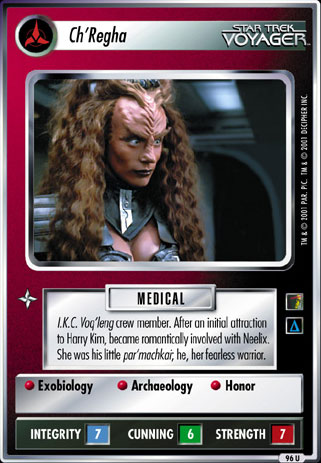 Ch'Regha
STAR TREK
VOYAGER™
TM & © 2001 PAR. P.C. TM & © 2001 DECIPHER INC.
MEDICAL
I.K.C. Voq'leng crew member. After an initial attraction
to Harry Kim, became romantically involved with Neelix.
She was his little par'machkai; he, her fearless warrior.
Exobiology Archaeology Honor
INTEGRITY 7 CUNNING 6 STRENGTH 7
96 U